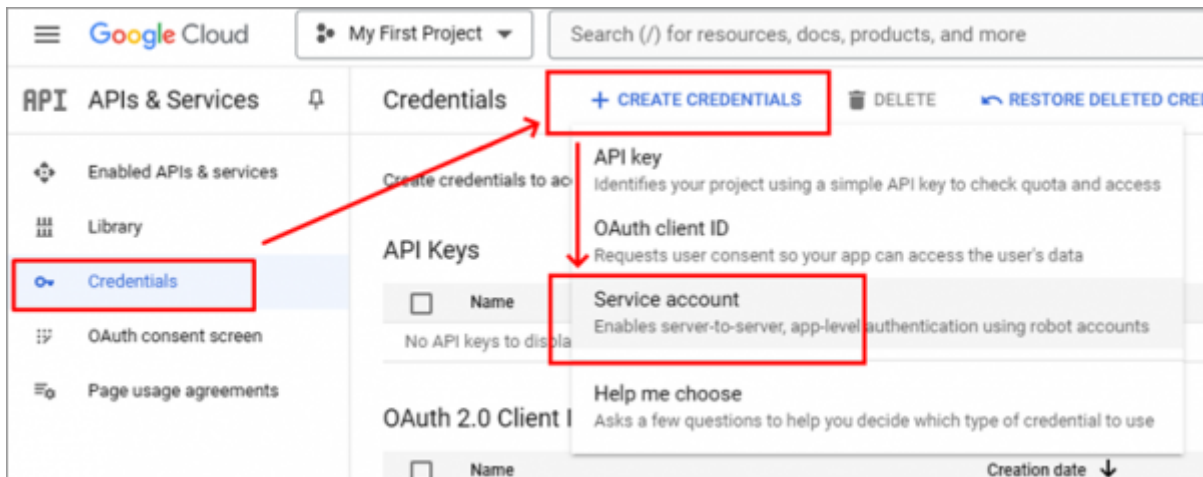 Google Cloud
My First Project
Search (/) for resources, docs, products, and more
API APIs & Services
Enabled APIs & services
Library
Credentials
OAuth consent screen
Page usage agreements
Credentials
+ CREATE CREDENTIALS
DELETE
RESTORE DELETED CRE
Create credentials to ac
API Keys
Name
No API keys to displa
OAuth 2.0 Client I
Name
Creation date
API key
Identifies your project using a simple API key to check quota and access
OAuth client ID
Requests user consent so your app can access the user's data
Service account
Enables server-to-server, app-level authentication using robot accounts
Help me choose
Asks a few questions to help you decide which type of credential to use